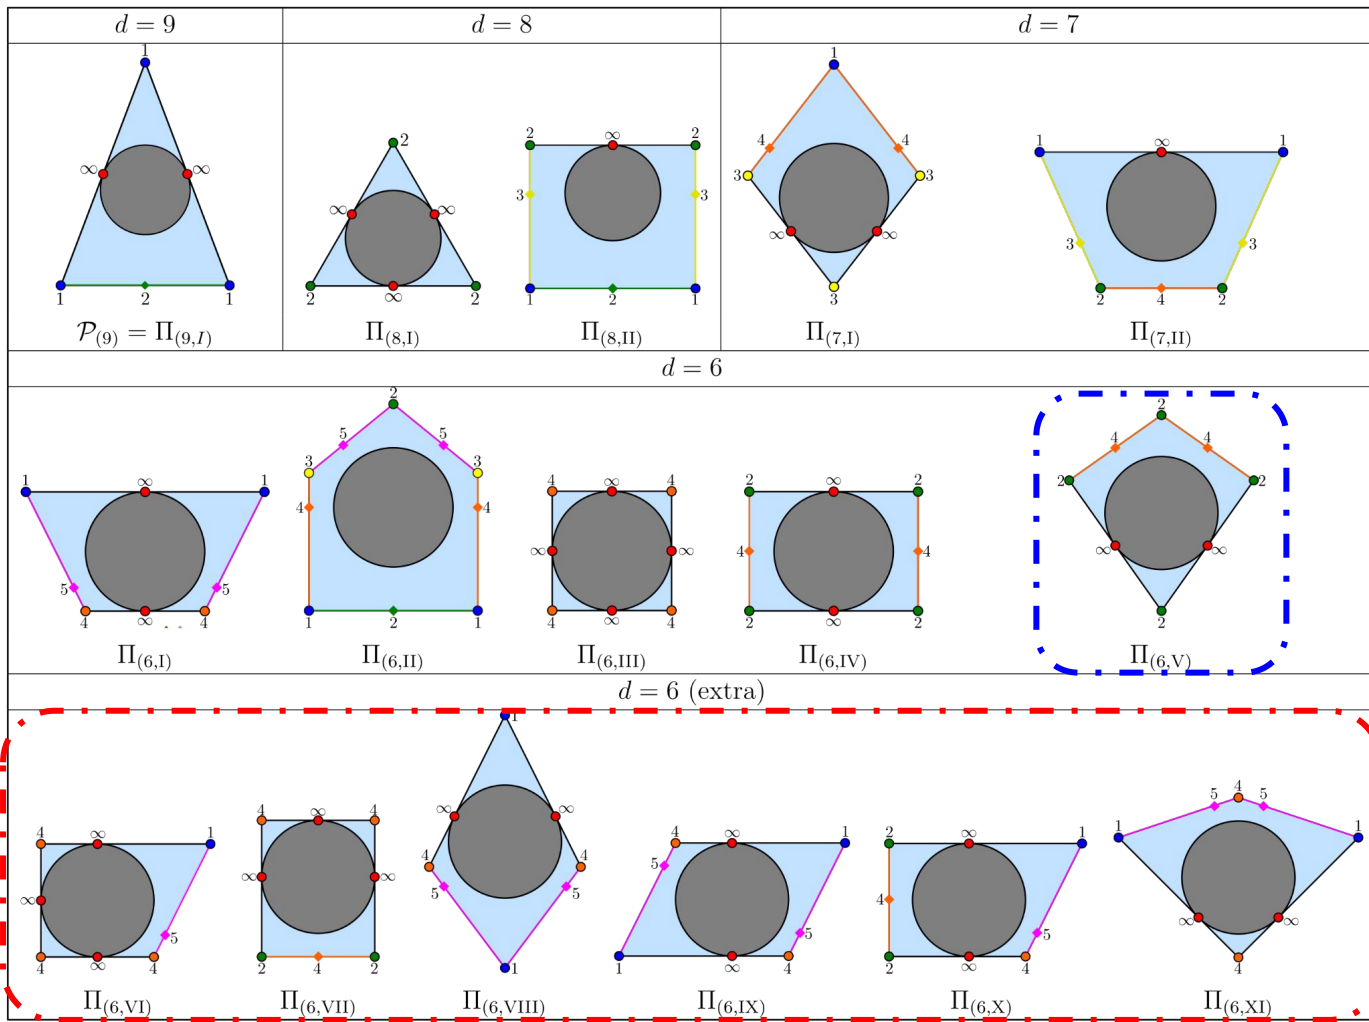 d = 9 d = 8 d = 7
1
∞ ∞
1 2 1
𝒫(9) = Π(9,I)
2
∞ ∞
2 ∞ 2
Π(8,I)
2 ∞ 2
3 3
1 2 1
Π(8,II)
1
4 4
3 3
∞ ∞
3
Π(7,I)
1 ∞ 1
3 3
2 4 2
Π(7,II)
d = 6
1 ∞ 1
5 5
4 ∞ 4
Π(6,I)
2
5 5
3 3
4 4
1 2 1
Π(6,II)
4 ∞ 4
∞ ∞
4 ∞ 4
Π(6,III)
2 ∞ 2
4 4
2 ∞ 2
Π(6,IV)
2
4 4
2 2
∞ ∞
2
Π(6,V)
d = 6 (extra)
4 ∞ 1
∞
5
4 ∞ 4
Π(6,VI)
4 ∞ 4
∞ ∞
2 4 2
Π(6,VII)
1
∞ ∞
4 4
5 5
1
Π(6,VIII)
4 ∞ 1
5
5
1 ∞ 4
Π(6,IX)
2 ∞ 1
4
5
2 ∞ 4
Π(6,X)
4
5 5
1 1
∞ ∞
4
Π(6,XI)